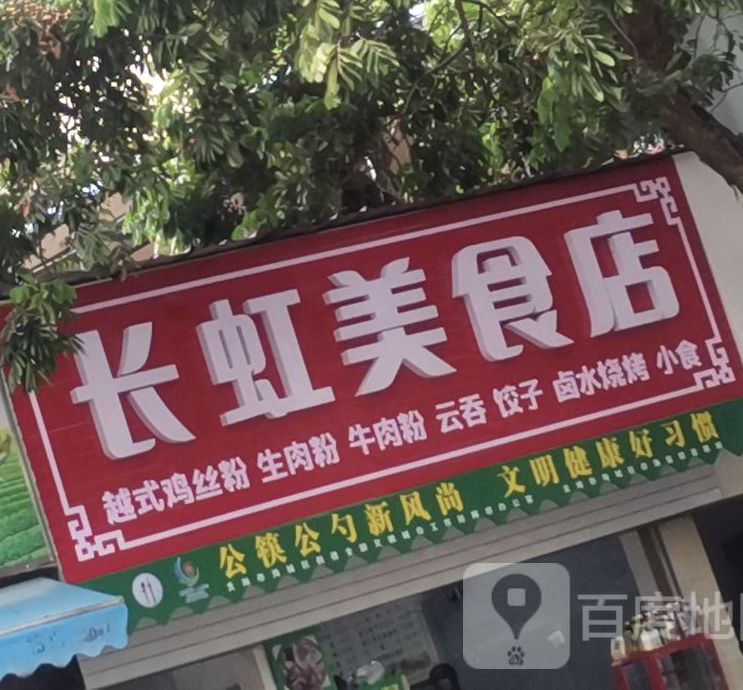 长虹美食店
越式鸡丝粉 生肉粉 牛肉粉 云吞 饺子 卤水烧烤 小食
公筷公勺新风尚 文明健康好习惯
百度地